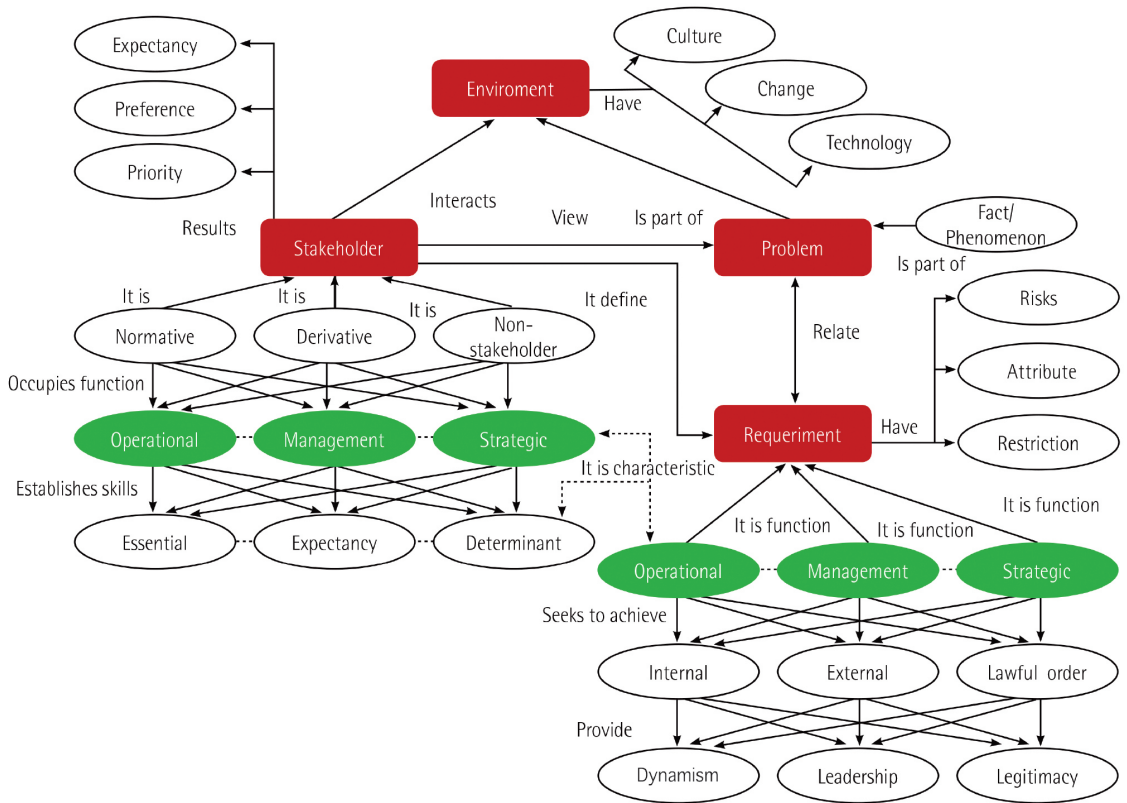 Culture
Expectancy
Enviroment
Change
Have
Preference
Technology
Priority
Interacts
Fact/
Phenomenon
Results
View
Is part of
Stakeholder
Problem
Is part of
It is
It is
It is
It define
Risks
Normative
Derivative
Non-
stakeholder
Relate
Attribute
Occupies function
Operational
Management
Strategic
Requeriment
Have
Restriction
It is characteristic
Establishes skills
It is function
It is function
It is function
Essential
Expectancy
Determinant
Operational
Management
Strategic
Seeks to achieve
Internal
External
Lawful order
Provide
Dynamism
Leadership
Legitimacy